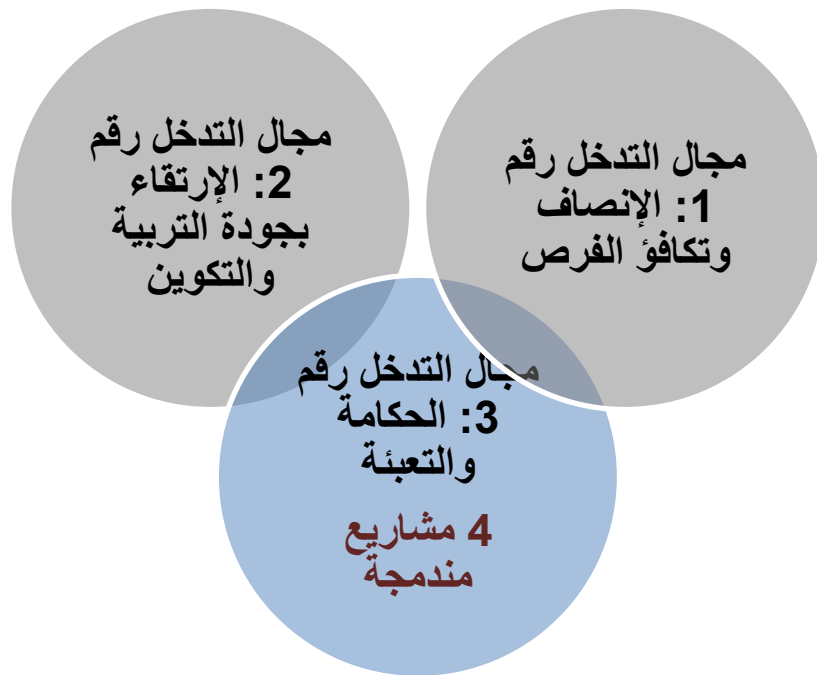 مجال التدخل رقم
1: الإنصاف
وتكافؤ الفرص
مجال التدخل رقم
2: الإرتقاء
بجودة التربية
والتكوين
مجال التدخل رقم
3: الحكامة
والتعبئة
4 مشاريع
مندمجة